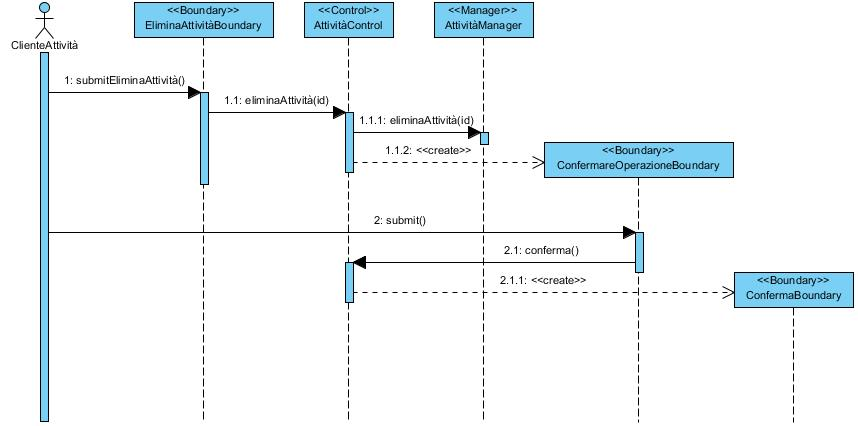 <<Boundary>>
EliminaAttivitàBoundary
<<Control>>
AttivitàControl
<<Manager>>
AttivitàManager
ClienteAttività
1: submitEliminaAttività()
1.1: eliminaAttività(id)
1.1.1: eliminaAttività(id)
1.1.2: <<create>>
<<Boundary>>
ConfermareOperazioneBoundary
2: submit()
2.1: conferma()
2.1.1: <<create>>
<<Boundary>>
ConfermaBoundary